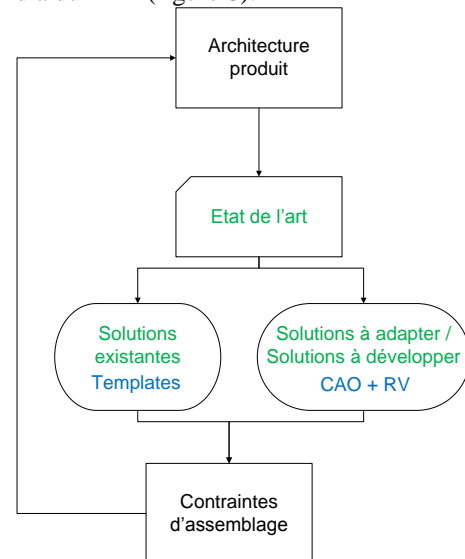 Architecture
produit
Etat de l'art
Solutions
existantes
Templates
Solutions à adapter /
Solutions à développer
CAO + RV
Contraintes
d'assemblage